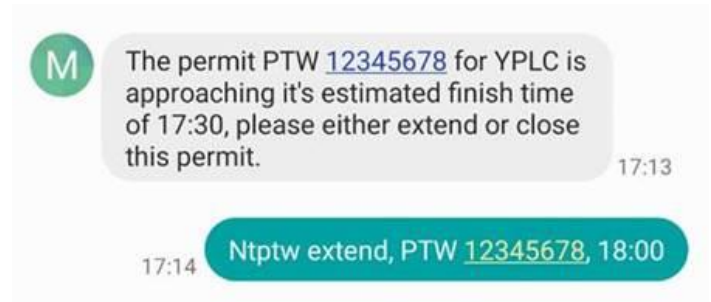 M
The permit PTW 12345678 for YPLC is
approaching it's estimated finish time
of 17:30, please either extend or close
this permit.
17:13
Ntptw extend, PTW 12345678, 18:00
17:14